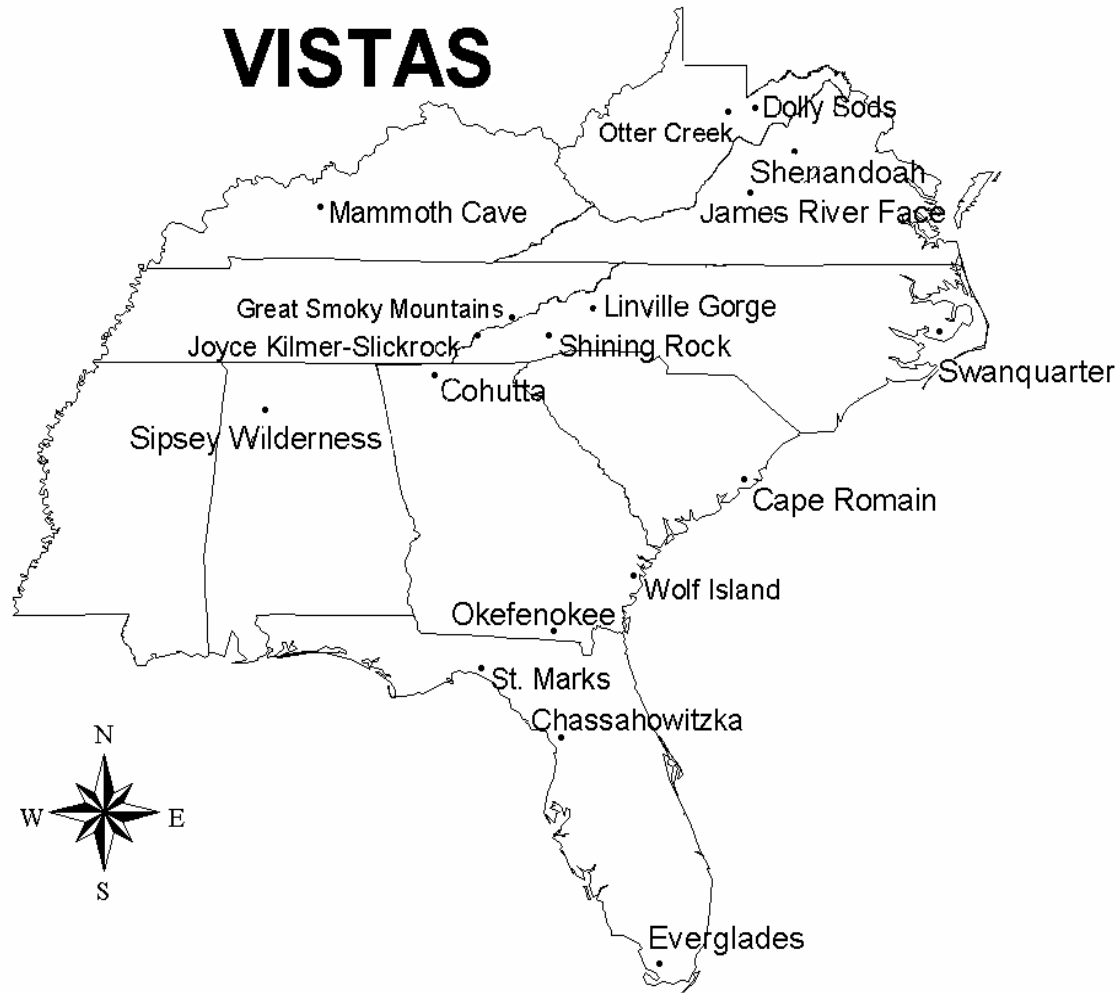 VISTAS
Dolly Sods
Otter Creek
Shenandoah
James River Face
Mammoth Cave
Great Smoky Mountains
Linville Gorge
Joyce Kilmer-Slickrock
Shining Rock
Swanquarter
Cohutta
Sipsey Wilderness
Cape Romain
Wolf Island
Okefenokee
St. Marks
Chassahowitzka
N
W
E
S
Everglades